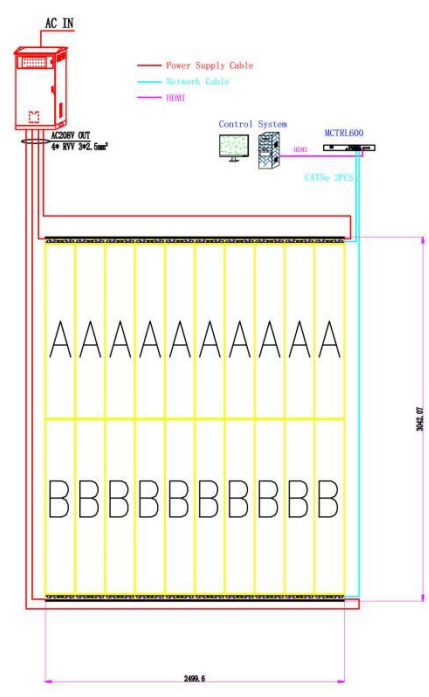 AC IN
Power Supply Cable
Network Cable
HDMI
Control System
MCTRL600
AC208V OUT
4* RVV 3*2.5mm²
HDMI
CAT5e 2PCS
A A A A A A A A A A
3042.07
B B B B B B B B B B
2499.6